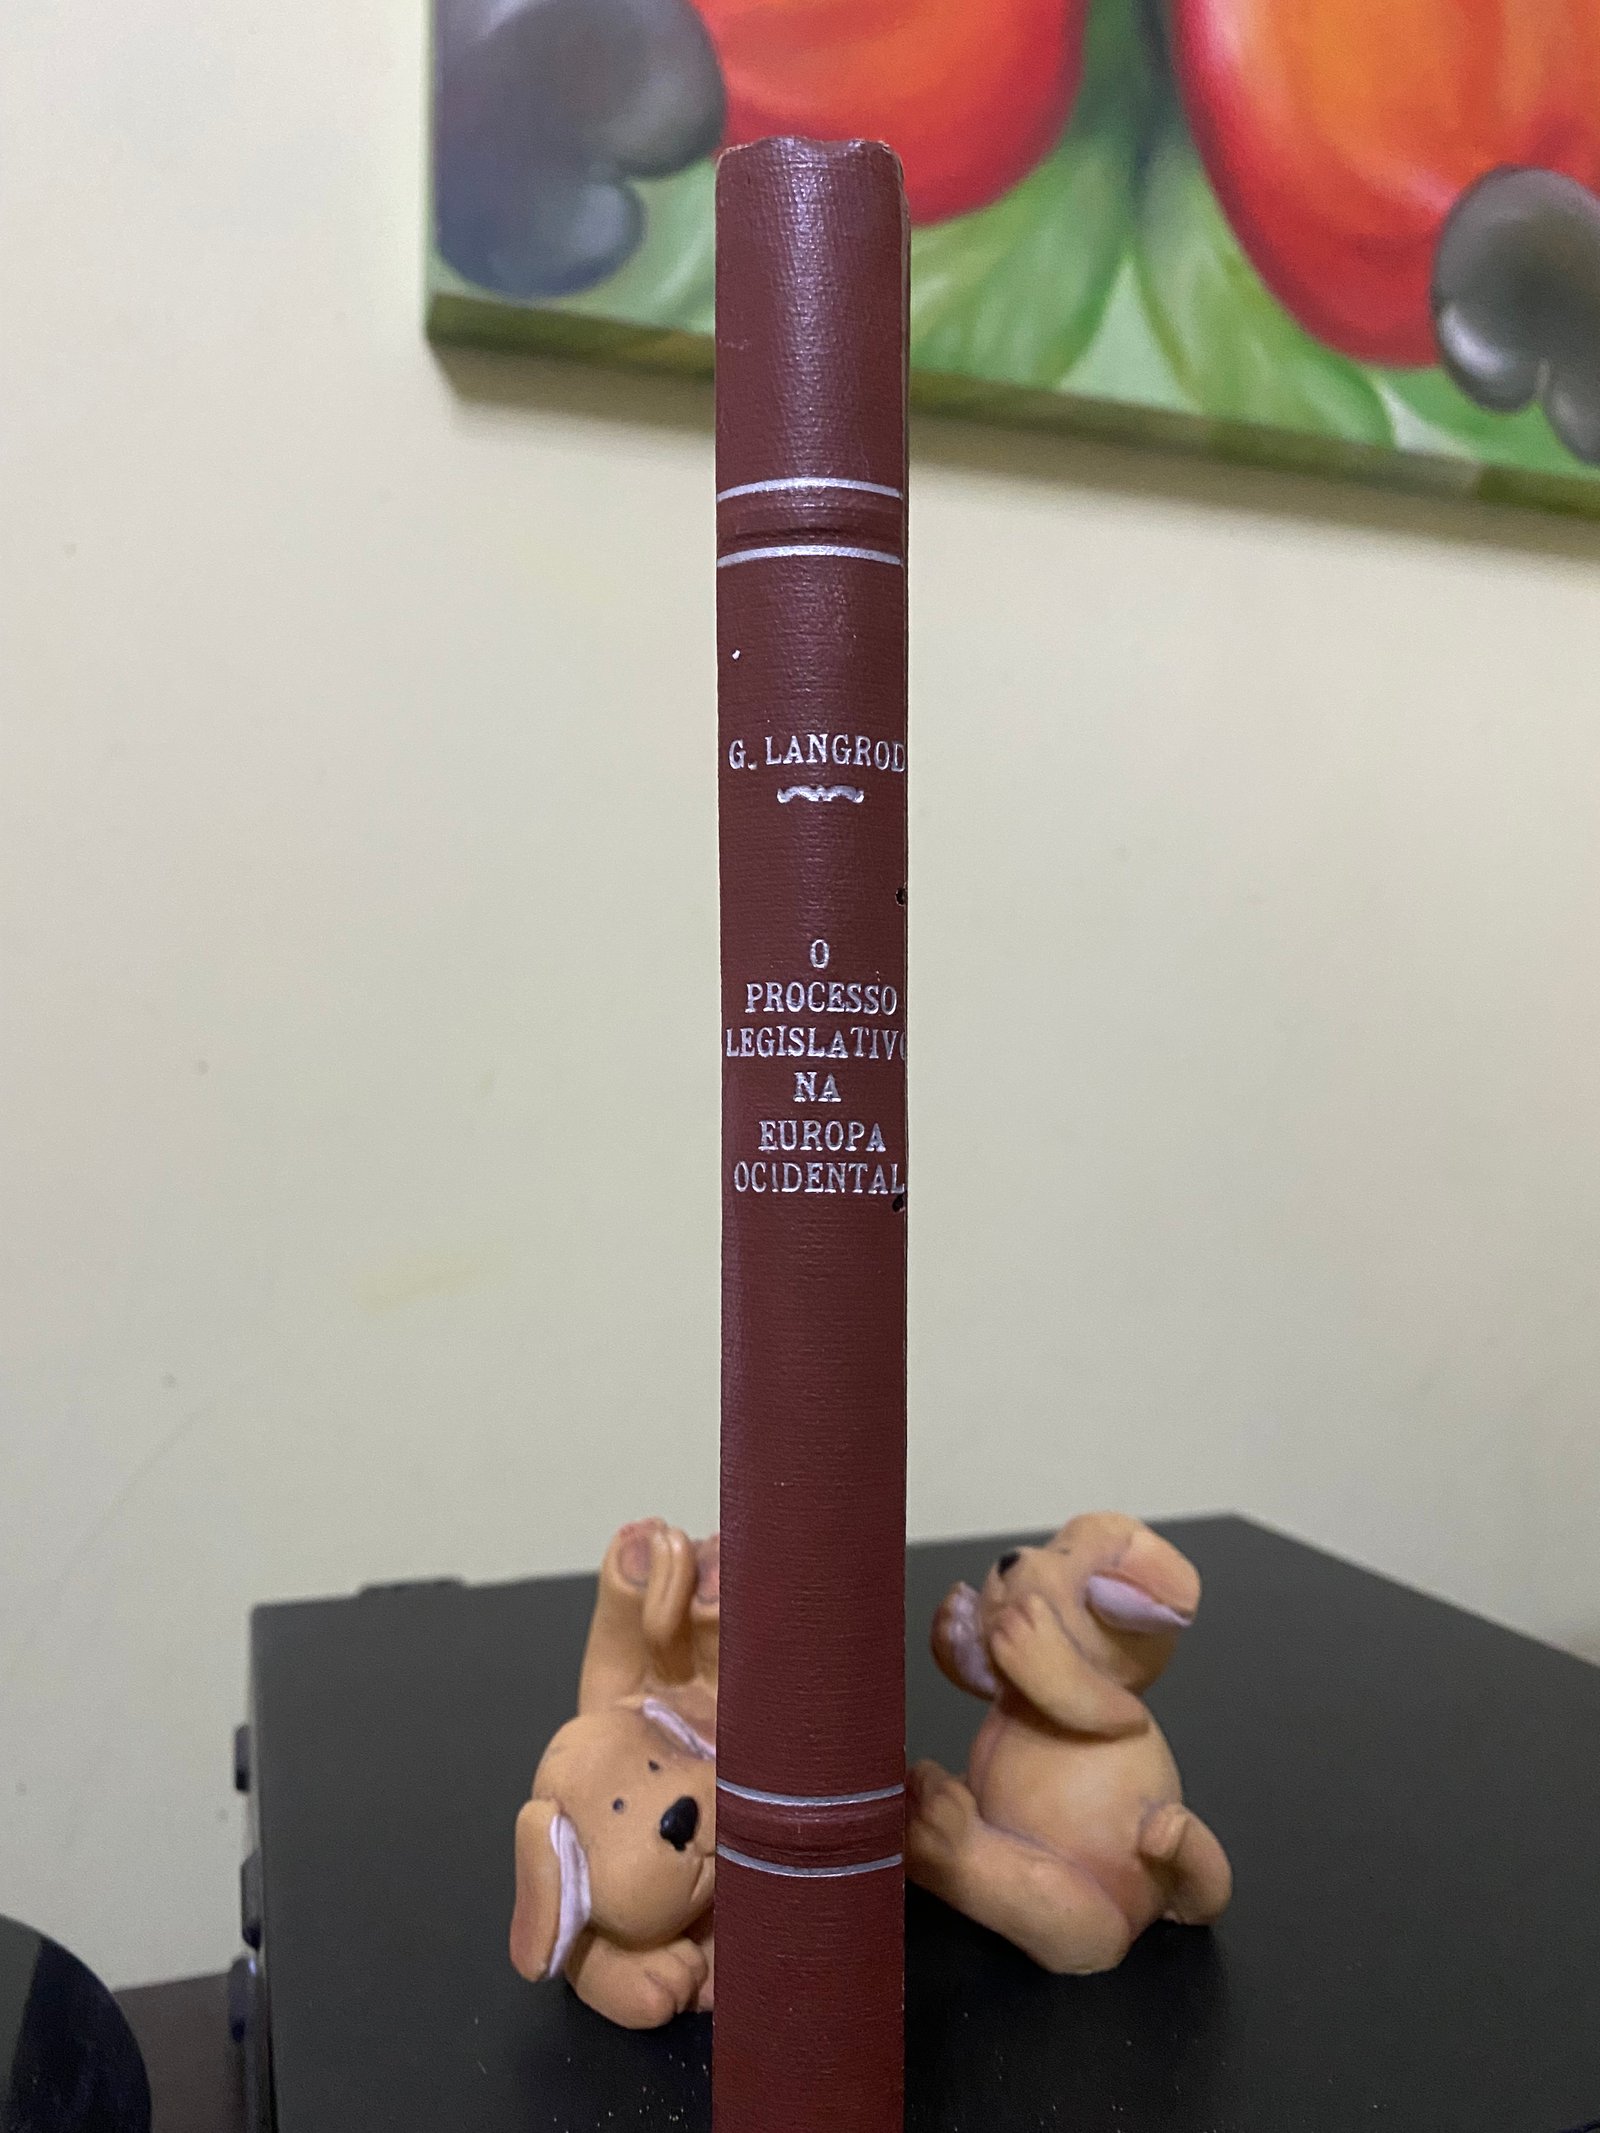 G. LANGROD
O
PROCESSO
LEGISLATIVO
NA
EUROPA
OCIDENTAL